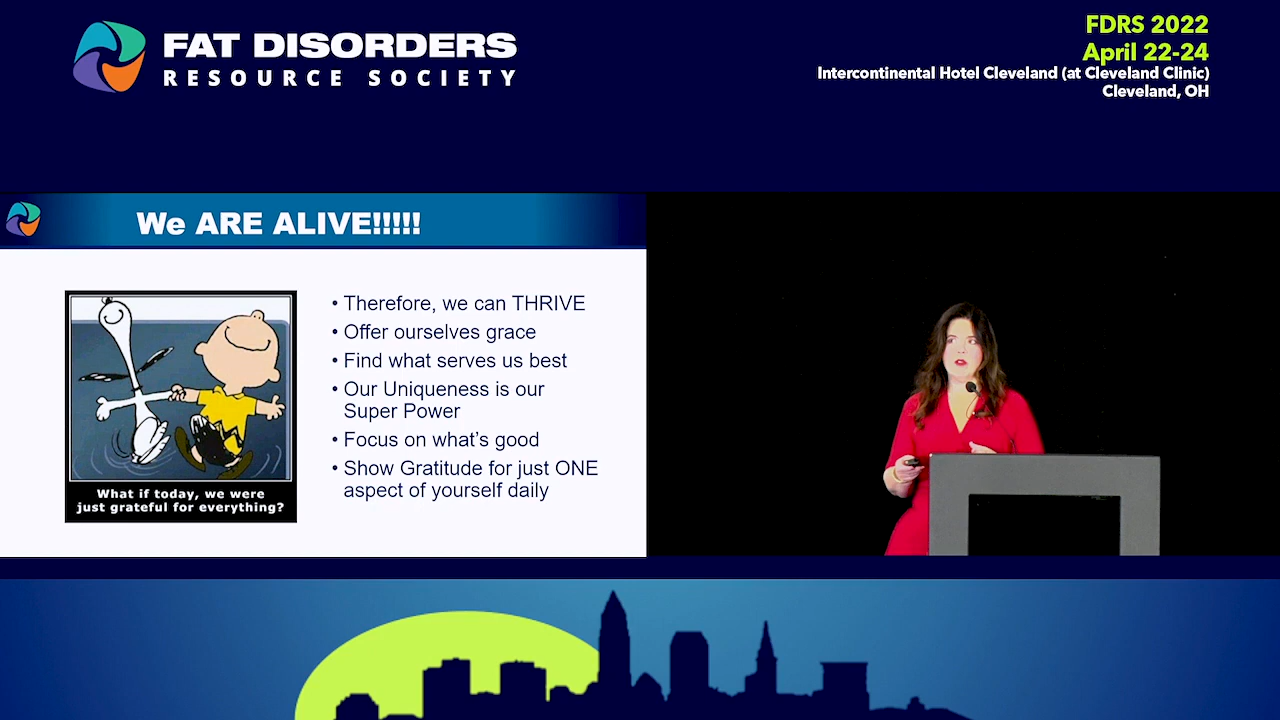 FAT DISORDERS
RESOURCE SOCIETY
FDRS 2022
April 22-24
Intercontinental Hotel Cleveland (at Cleveland Clinic)
Cleveland, OH
We ARE ALIVE!!!!!
• Therefore, we can THRIVE
• Offer ourselves grace
• Find what serves us best
• Our Uniqueness is our
Super Power
• Focus on what's good
• Show Gratitude for just ONE
aspect of yourself daily
What if today, we were
just grateful for everything?